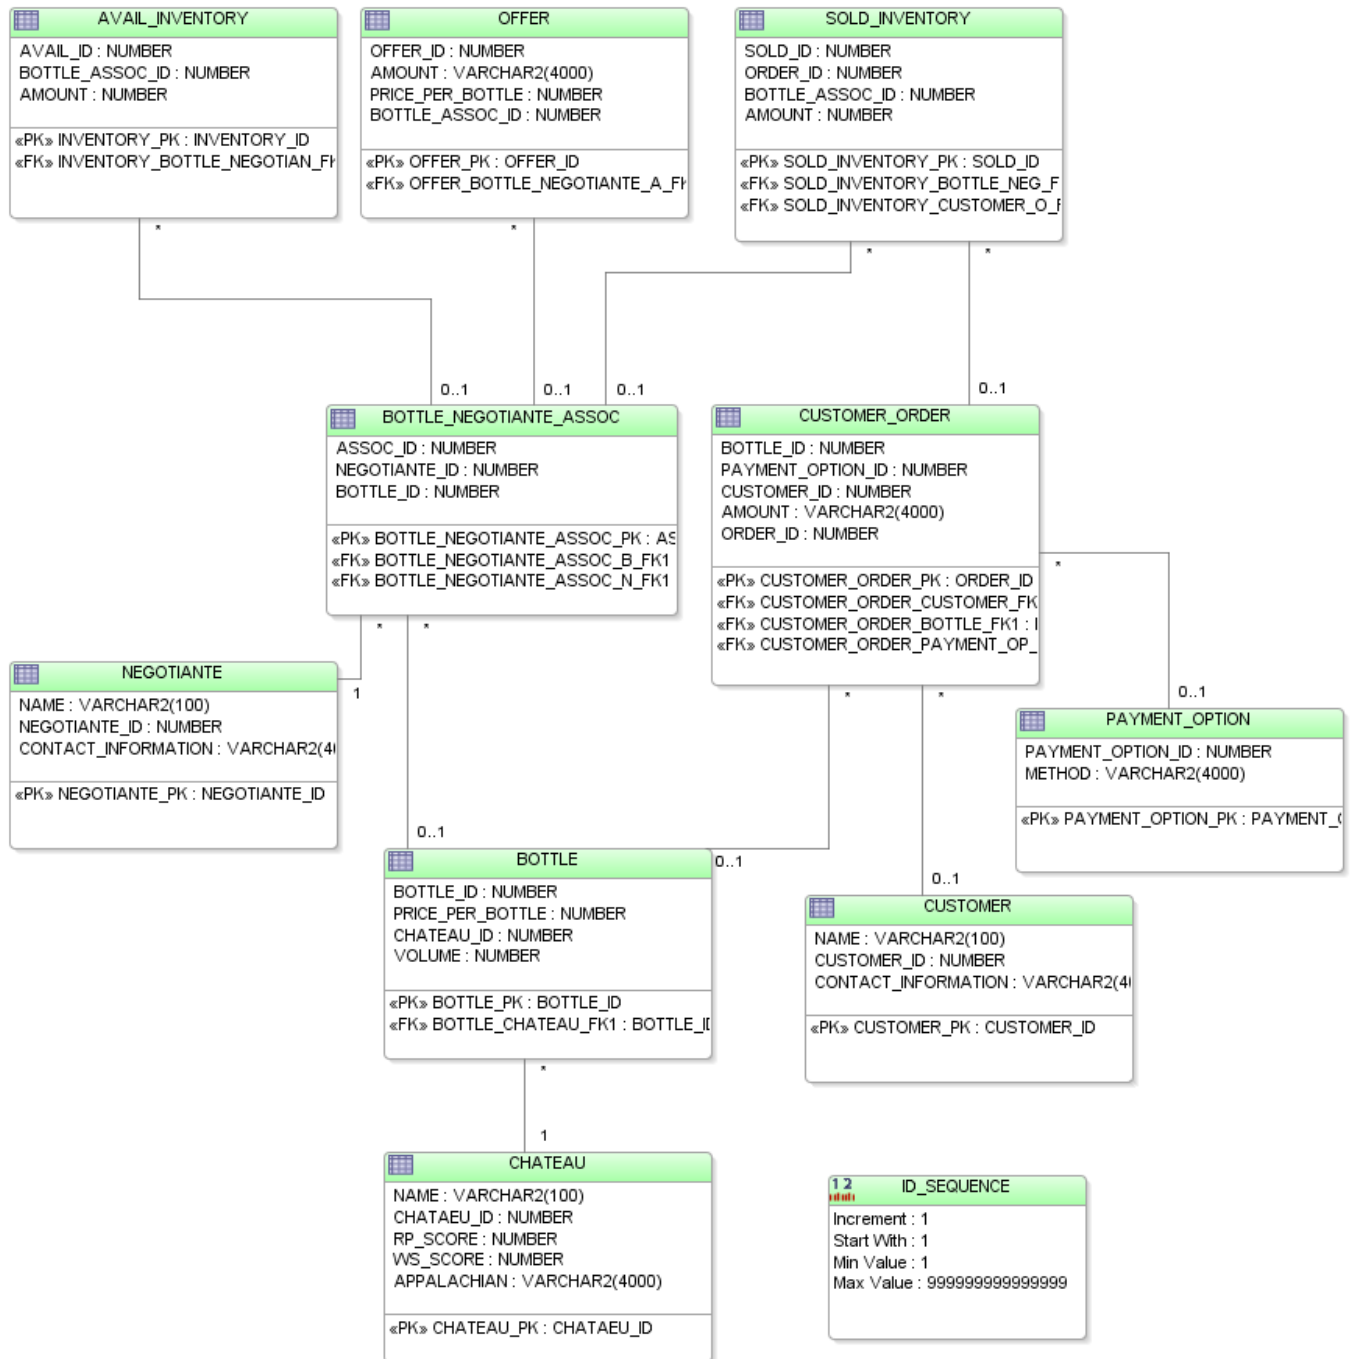 AVAIL_INVENTORY
AVAIL_ID : NUMBER
BOTTLE_ASSOC_ID : NUMBER
AMOUNT : NUMBER
«PK» INVENTORY_PK : INVENTORY_ID
«FK» INVENTORY_BOTTLE_NEGOTIAN_FK
OFFER
OFFER_ID : NUMBER
AMOUNT : VARCHAR2(4000)
PRICE_PER_BOTTLE : NUMBER
BOTTLE_ASSOC_ID : NUMBER
«PK» OFFER_PK : OFFER_ID
«FK» OFFER_BOTTLE_NEGOTIANTE_A_FK
SOLD_INVENTORY
SOLD_ID : NUMBER
ORDER_ID : NUMBER
BOTTLE_ASSOC_ID : NUMBER
AMOUNT : NUMBER
«PK» SOLD_INVENTORY_PK : SOLD_ID
«FK» SOLD_INVENTORY_BOTTLE_NEG_F
«FK» SOLD_INVENTORY_CUSTOMER_O_F
* * * *
0..1 0..1 0..1 0..1
BOTTLE_NEGOTIANTE_ASSOC
ASSOC_ID : NUMBER
NEGOTIANTE_ID : NUMBER
BOTTLE_ID : NUMBER
«PK» BOTTLE_NEGOTIANTE_ASSOC_PK : AS
«FK» BOTTLE_NEGOTIANTE_ASSOC_B_FK1
«FK» BOTTLE_NEGOTIANTE_ASSOC_N_FK1
CUSTOMER_ORDER
BOTTLE_ID : NUMBER
PAYMENT_OPTION_ID : NUMBER
CUSTOMER_ID : NUMBER
AMOUNT : VARCHAR2(4000)
ORDER_ID : NUMBER
«PK» CUSTOMER_ORDER_PK : ORDER_ID
«FK» CUSTOMER_ORDER_CUSTOMER_FK
«FK» CUSTOMER_ORDER_BOTTLE_FK1 :
«FK» CUSTOMER_ORDER_PAYMENT_OP_
*
* *
1
* *
0..1
NEGOTIANTE
NAME : VARCHAR2(100)
NEGOTIANTE_ID : NUMBER
CONTACT_INFORMATION : VARCHAR2(4
«PK» NEGOTIANTE_PK : NEGOTIANTE_ID
PAYMENT_OPTION
PAYMENT_OPTION_ID : NUMBER
METHOD : VARCHAR2(4000)
«PK» PAYMENT_OPTION_PK : PAYMENT_
0..1
0..1
0..1
BOTTLE
BOTTLE_ID : NUMBER
PRICE_PER_BOTTLE : NUMBER
CHATEAU_ID : NUMBER
VOLUME : NUMBER
«PK» BOTTLE_PK : BOTTLE_ID
«FK» BOTTLE_CHATEAU_FK1 : BOTTLE_ID
CUSTOMER
NAME : VARCHAR2(100)
CUSTOMER_ID : NUMBER
CONTACT_INFORMATION : VARCHAR2(4
«PK» CUSTOMER_PK : CUSTOMER_ID
*
1
CHATEAU
NAME : VARCHAR2(100)
CHATAEU_ID : NUMBER
RP_SCORE : NUMBER
WS_SCORE : NUMBER
APPALACHIAN : VARCHAR2(4000)
«PK» CHATEAU_PK : CHATAEU_ID
1 2
ID_SEQUENCE
Increment : 1
Start With : 1
Min Value : 1
Max Value : 999999999999999